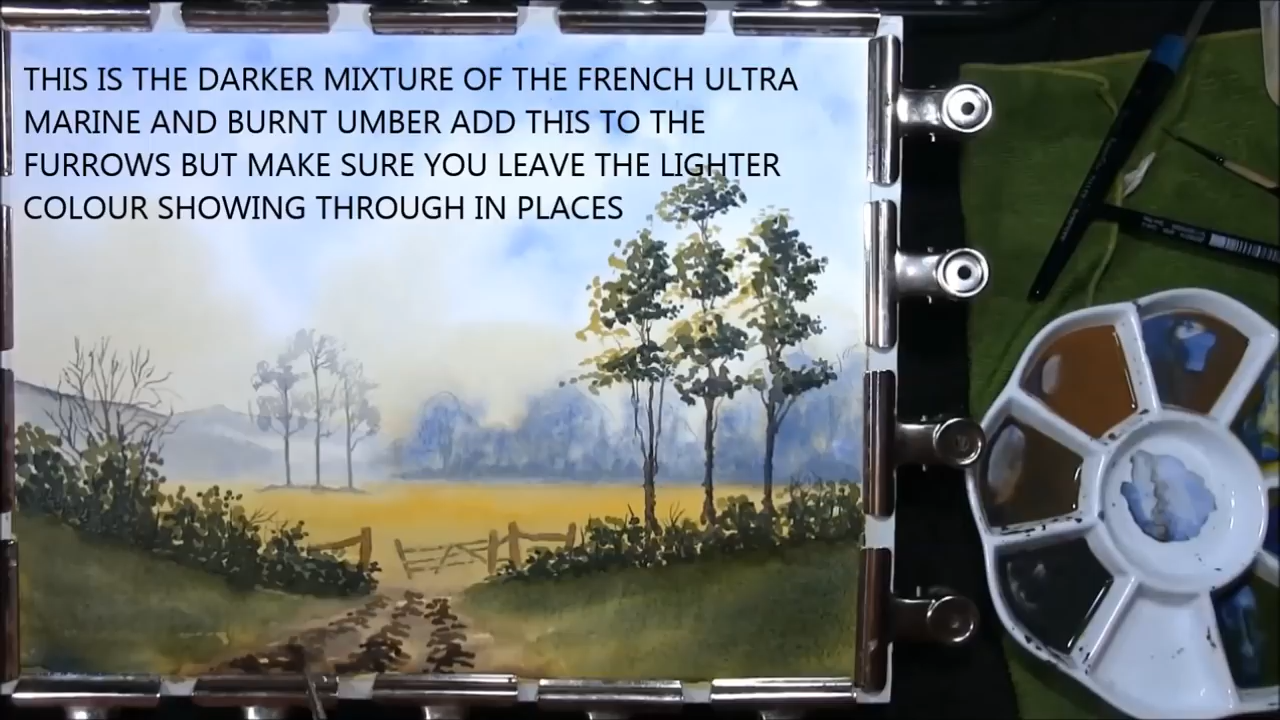 THIS IS THE DARKER MIXTURE OF THE FRENCH ULTRA
MARINE AND BURNT UMBER ADD THIS TO THE
FURROWS BUT MAKE SURE YOU LEAVE THE LIGHTER
COLOUR SHOWING THROUGH IN PLACES